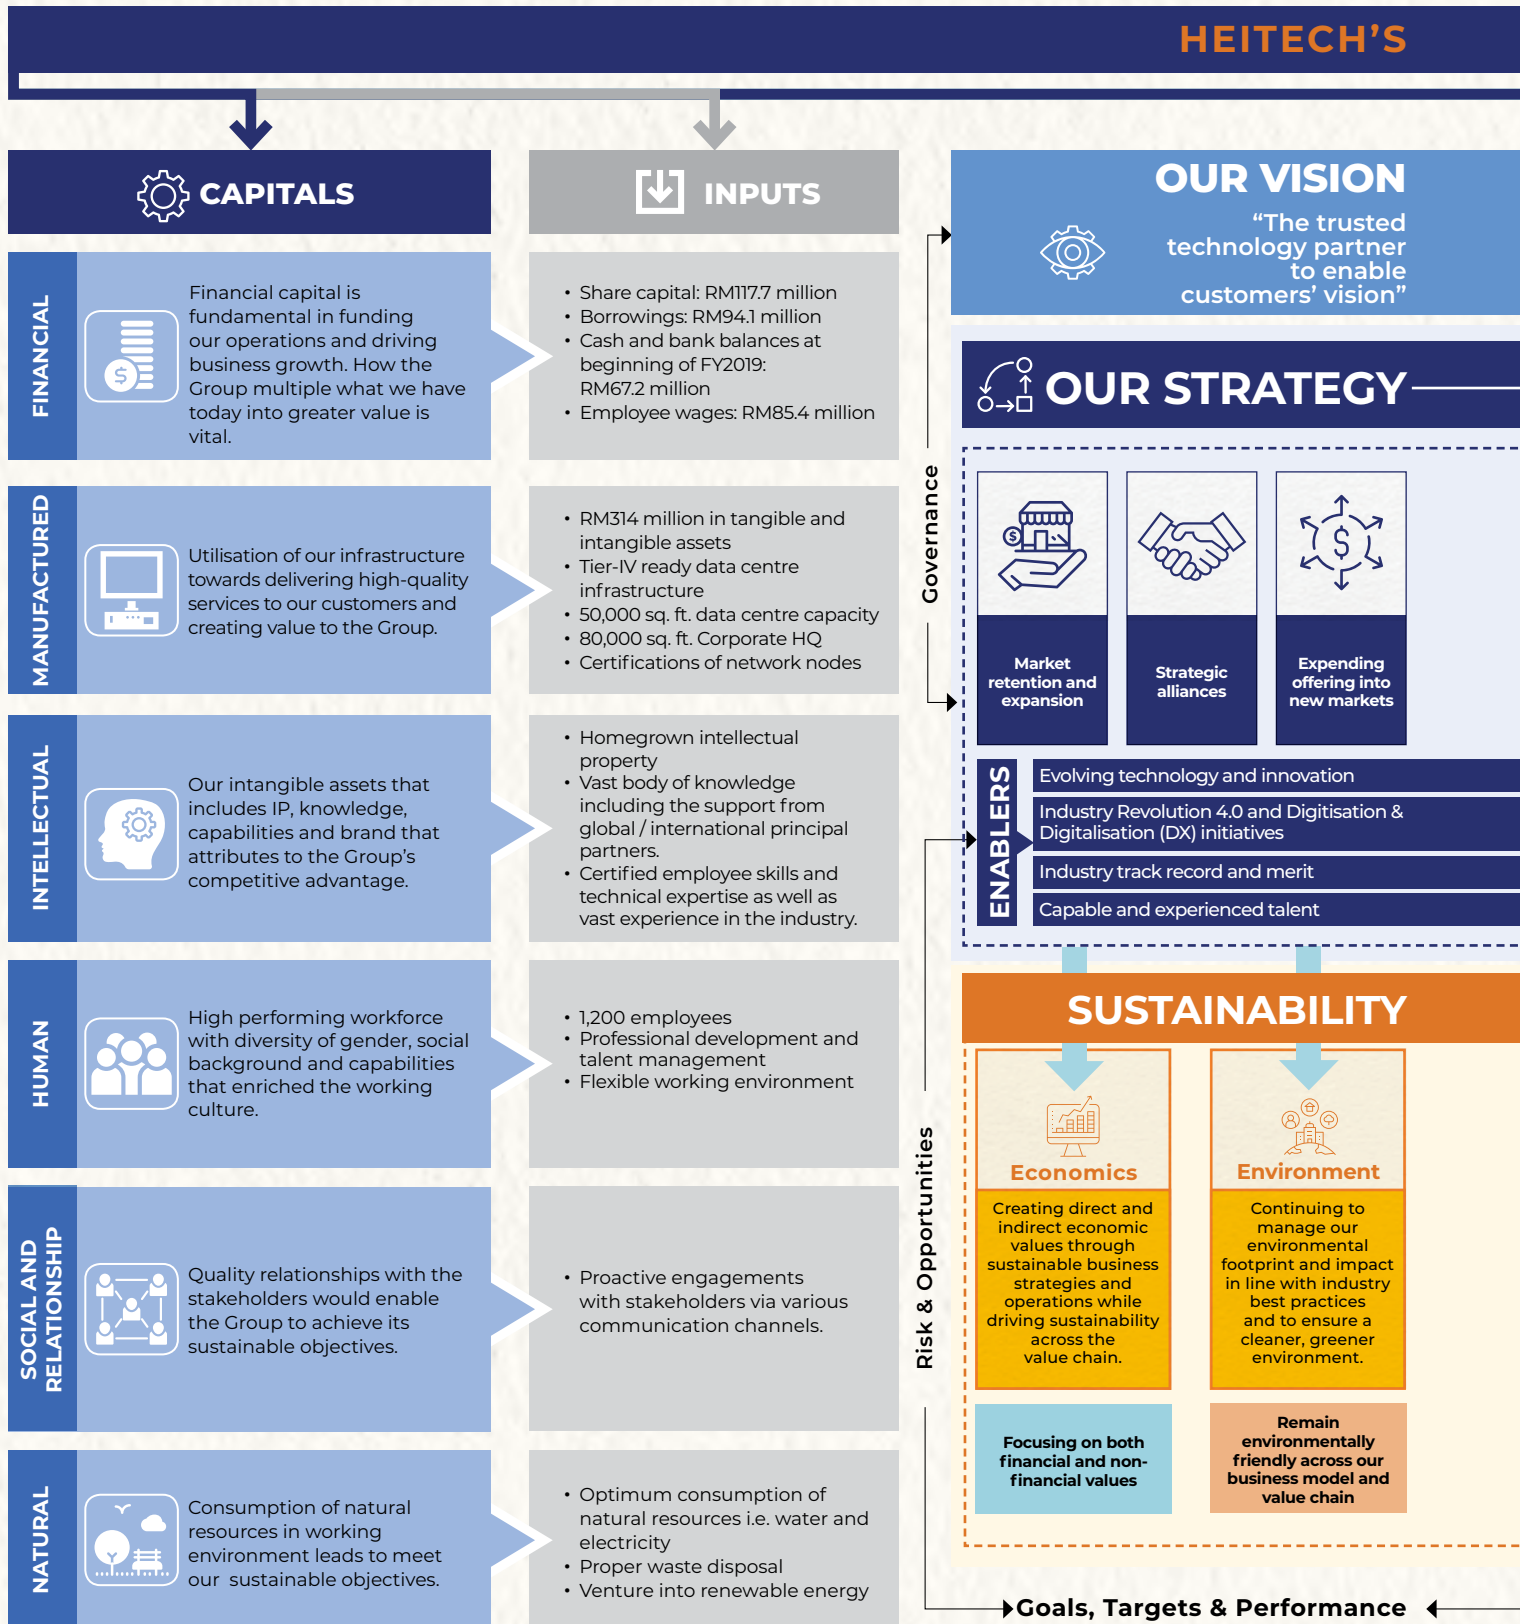 HEITECH'S
CAPITALS
INPUTS
FINANCIAL
Financial capital is
fundamental in funding
our operations and driving
business growth. How the
Group multiple what we have
today into greater value is
vital.
• Share capital: RM117.7 million
• Borrowings: RM94.1 million
• Cash and bank balances at
beginning of FY2019:
RM67.2 million
• Employee wages: RM85.4 million
MANUFACTURED
Utilisation of our infrastructure
towards delivering high-quality
services to our customers and
creating value to the Group.
• RM314 million in tangible and
intangible assets
• Tier-IV ready data centre
infrastructure
• 50,000 sq. ft. data centre capacity
• 80,000 sq. ft. Corporate HQ
• Certifications of network nodes
INTELLECTUAL
Our intangible assets that
includes IP, knowledge,
capabilities and brand that
attributes to the Group's
competitive advantage.
• Homegrown intellectual
property
• Vast body of knowledge
including the support from
global / international principal
partners.
• Certified employee skills and
technical expertise as well as
vast experience in the industry.
HUMAN
High performing workforce
with diversity of gender, social
background and capabilities
that enriched the working
culture.
• 1,200 employees
• Professional development and
talent management
• Flexible working environment
SOCIAL AND
RELATIONSHIP
Quality relationships with the
stakeholders would enable
the Group to achieve its
sustainable objectives.
• Proactive engagements
with stakeholders via various
communication channels.
NATURAL
Consumption of natural
resources in working
environment leads to meet
our sustainable objectives.
• Optimum consumption of
natural resources i.e. water and
electricity
• Proper waste disposal
• Venture into renewable energy
Governance
Risk & Opportunities
OUR VISION
“The trusted
technology partner
to enable
customers' vision”
OUR STRATEGY
Market
retention and
expansion
Strategic
alliances
Expending
offering into
new markets
ENABLERS
Evolving technology and innovation
Industry Revolution 4.0 and Digitisation &
Digitalisation (DX) initiatives
Industry track record and merit
Capable and experienced talent
SUSTAINABILITY
Economics
Creating direct and
indirect economic
values through
sustainable business
strategies and
operations while
driving sustainability
across the
value chain.
Focusing on both
financial and non-
financial values
Environment
Continuing to
manage our
environmental
footprint and impact
in line with industry
best practices
and to ensure a
cleaner, greener
environment.
Remain
environmentally
friendly across our
business model and
value chain
Goals, Targets & Performance